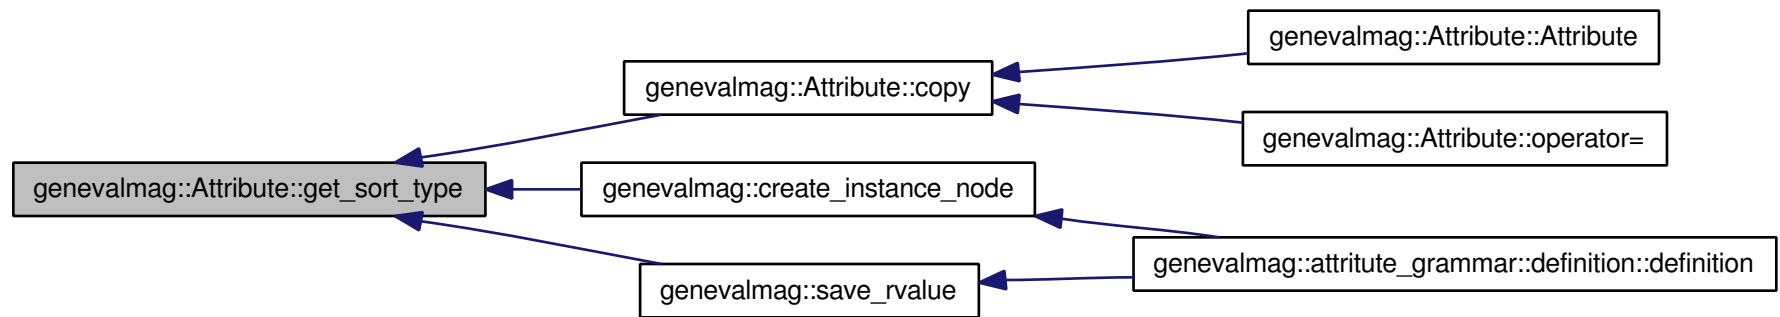 genevalmag::Attribute::get_sort_type
genevalmag::Attribute::copy
genevalmag::create_instance_node
genevalmag::save_rvalue
genevalmag::Attribute::Attribute
genevalmag::Attribute::operator=
genevalmag::attritute_grammar::definition::definition